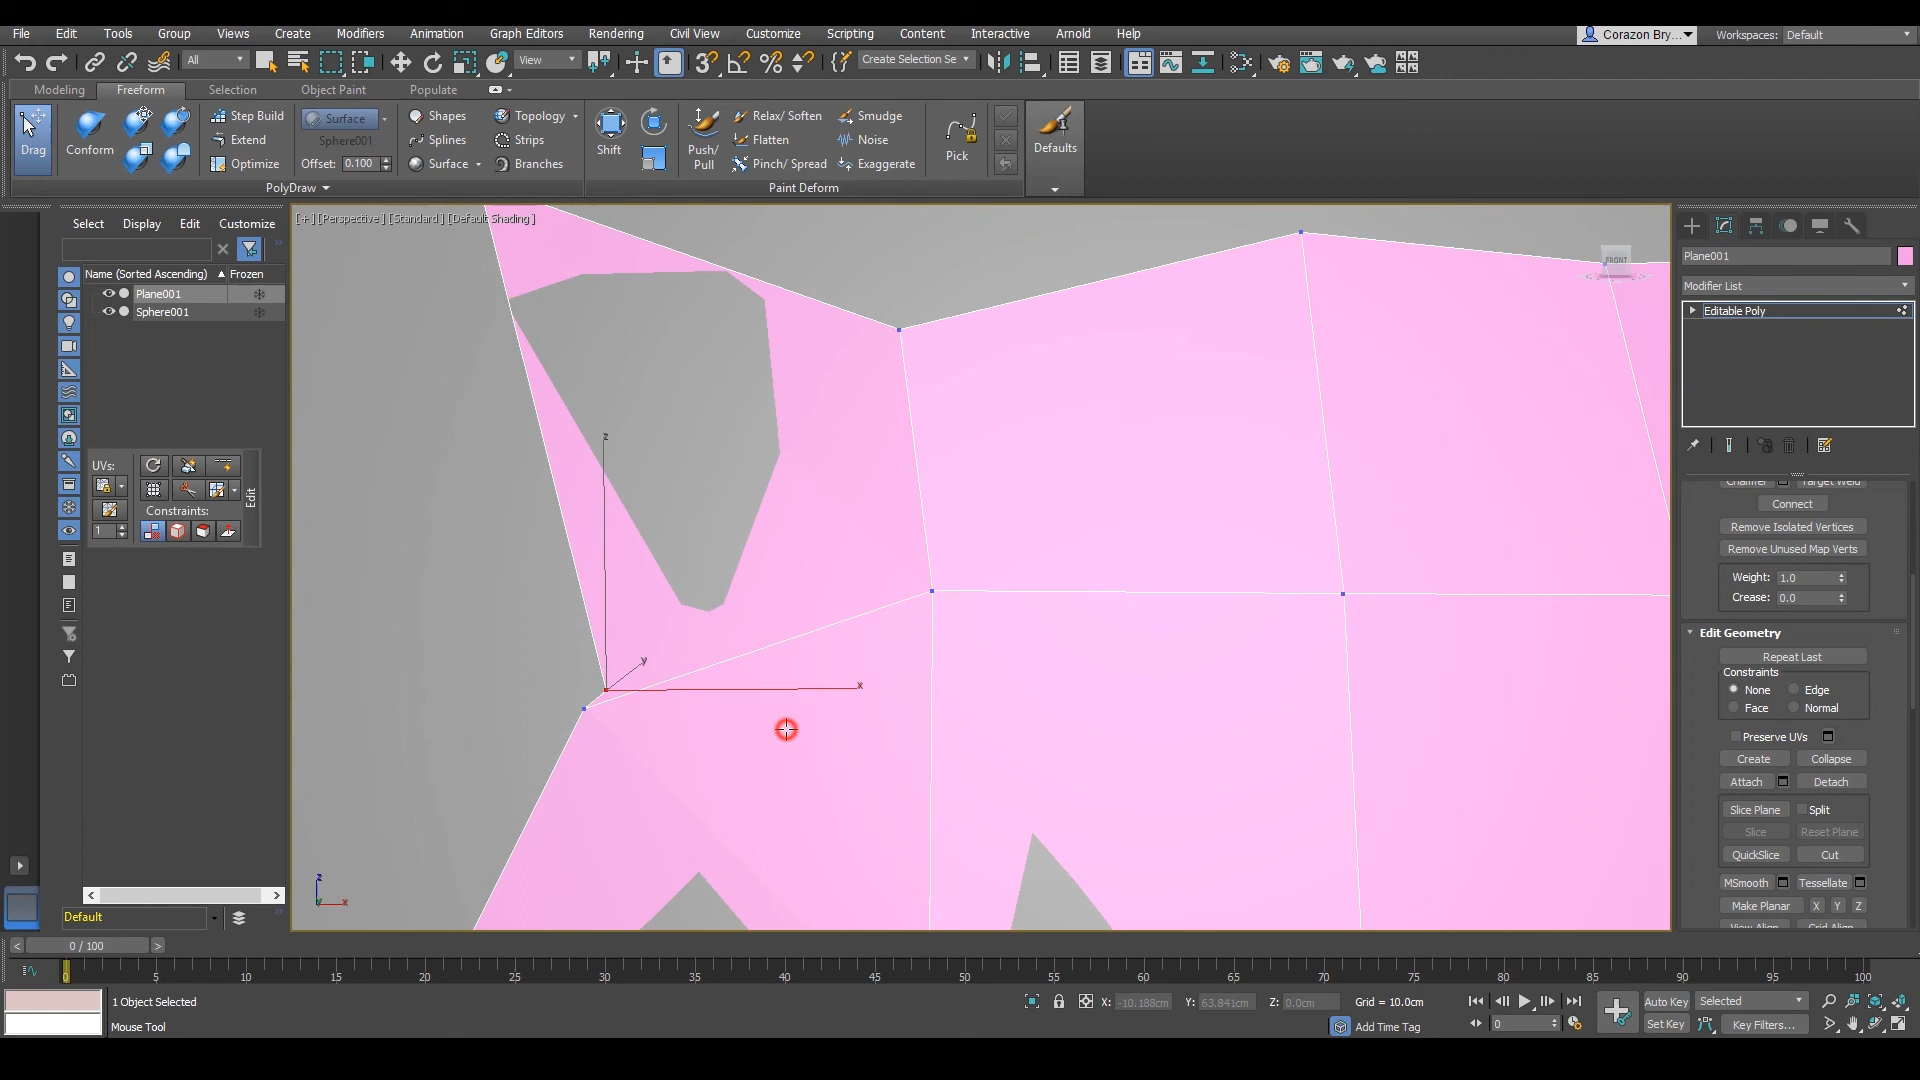 File Edit Tools Group Views Create Modifiers Animation Graph Editors Rendering Civil View Customize Scripting Content Interactive Arnold Help Corazon Bry... Workspaces: Default
All View Create Selection Se
Modeling Freeform Selection Object Paint Populate
Drag Conform Step Build Surface Shapes Topology Shift Push/ Pull Relax/ Soften Smudge Pick Defaults
Extend Sphere001 Splines Strips Flatten Noise
Optimize Offset: 0.100 Surface Branches Pinch/ Spread Exaggerate
PolyDraw Paint Deform
Select Display Edit Customize
[+] [Perspective] [Standard] [Default Shading]
FRONT
Name (Sorted Ascending) Frozen
Plane001
Sphere001
UVs:
Constraints:
1
Edit
z
y
x
z
x
Default
Plane001
Modifier List
Editable Poly
Chamfer Target Weld
Connect
Remove Isolated Vertices
Remove Unused Map Verts
Weight: 1.0
Crease: 0.0
Edit Geometry
Repeat Last
Constraints
None Edge
Face Normal
Preserve UVs
Create Collapse
Attach Detach
Slice Plane Split
Slice Reset Plane
QuickSlice Cut
MSmooth Tessellate
Make Planar X Y Z
View Align Grid Align
< 0 / 100 >
0 5 10 15 20 25 30 35 40 45 50 55 60 65 70 75 80 85 90 95 100
1 Object Selected X: -10.188cm Y: 63.841cm Z: 0.0cm Grid = 10.0cm Auto Key Selected
Mouse Tool Add Time Tag 0 Set Key Key Filters...